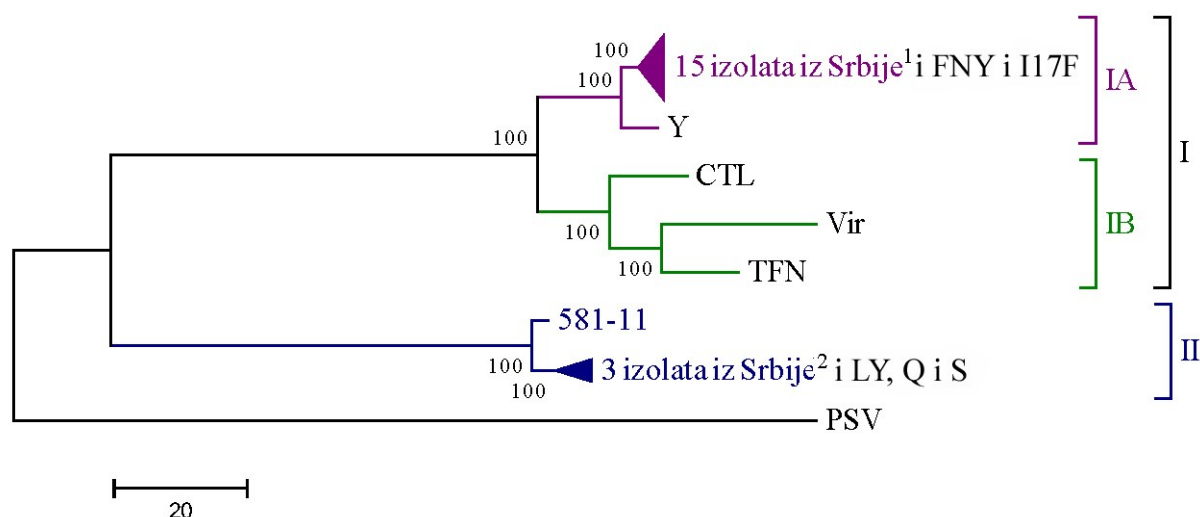 100
15 izolata iz Srbije1 i FNY i I17F
100
IA
Y
100
I
CTL
Vir
100
IB
100
TFN
581-11
II
100
3 izolata iz Srbije2 i LY, Q i S
100
PSV
20